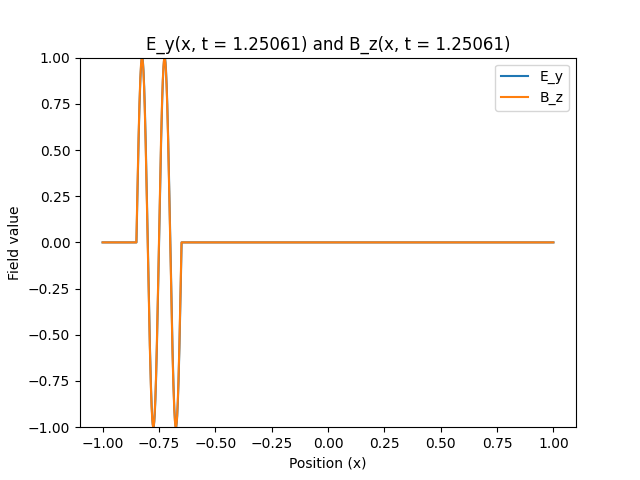 E_y(x, t = 1.25061) and B_z(x, t = 1.25061)
1.00
0.75
0.50
0.25
0.00
−0.25
−0.50
−0.75
−1.00
Field value
E_y
B_z
−1.00 −0.75 −0.50 −0.25 0.00 0.25 0.50 0.75 1.00
Position (x)